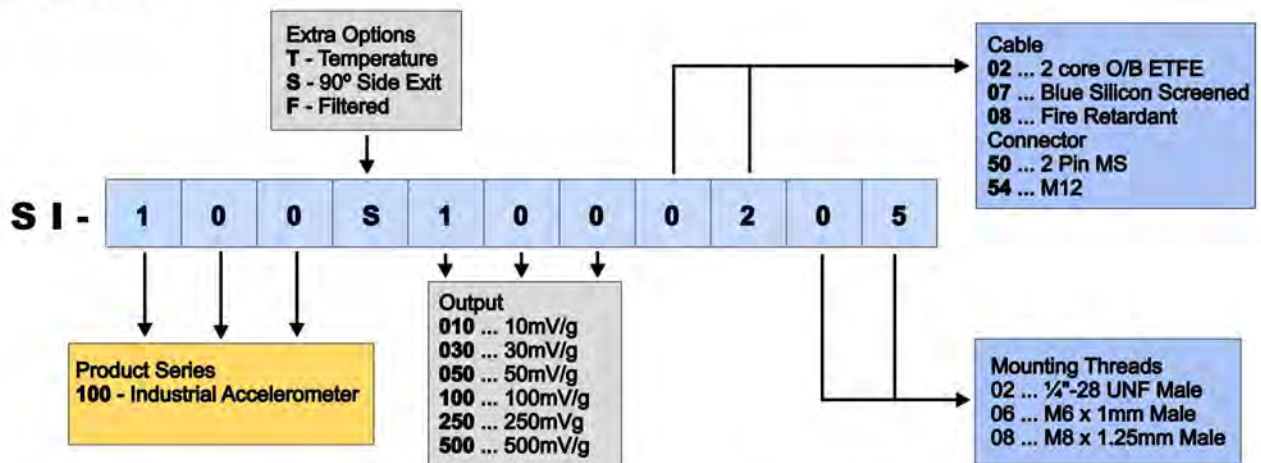 Extra Options
T - Temperature
S - 90º Side Exit
F - Filtered
Cable
02 ... 2 core O/B ETFE
07 ... Blue Silicon Screened
08 ... Fire Retardant
Connector
50 ... 2 Pin MS
54 ... M12
SI- 1 0 0 S 1 0 0 0 2 0 5
Product Series
100 - Industrial Accelerometer
Output
010 ... 10mV/g
030 ... 30mV/g
050 ... 50mV/g
100 ... 100mV/g
250 ... 250mVg
500 ... 500mV/g
Mounting Threads
02 ... ¼"-28 UNF Male
06 ... M6 x 1mm Male
08 ... M8 x 1.25mm Male